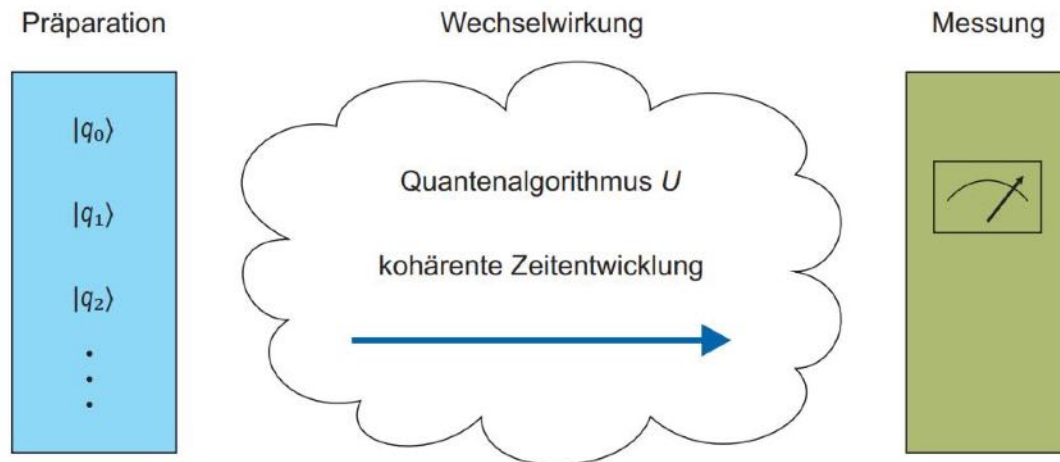 Präparation
Wechselwirkung
Messung
|q₀⟩
|q₁⟩
|q₂⟩
Quantenalgorithmus U
kohärente Zeitentwicklung